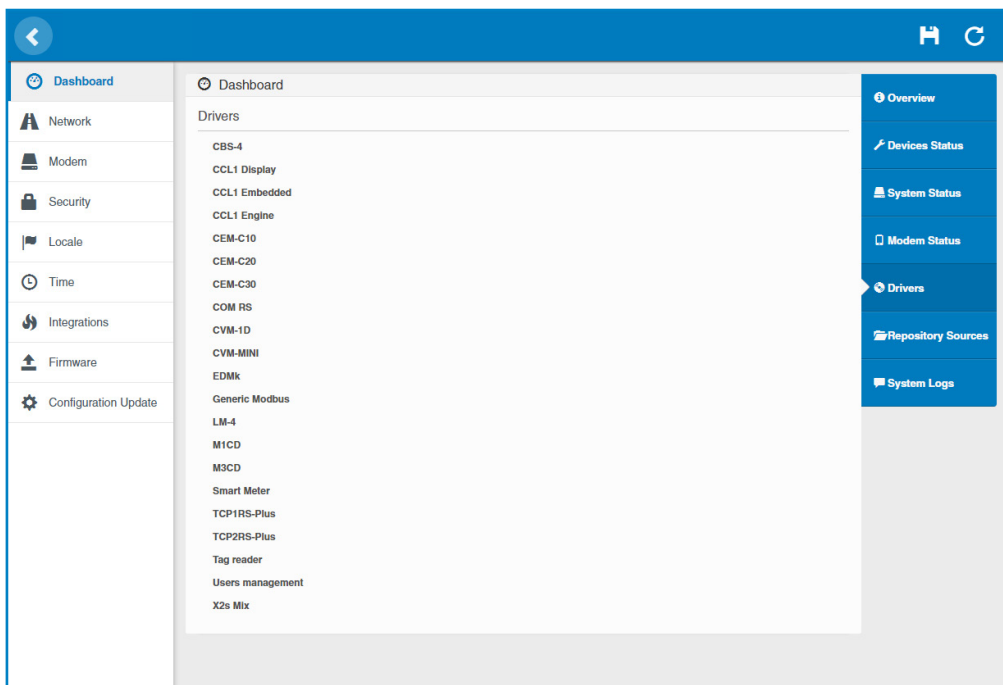 Dashboard
Network
Modem
Security
Locale
Time
Integrations
Firmware
Configuration Update
Dashboard
Drivers
CBS-4
CCL1 Display
CCL1 Embedded
CCL1 Engine
CEM-C10
CEM-C20
CEM-C30
COM RS
CVM-1D
CVM-MINI
EDMk
Generic Modbus
LM-4
M1CD
M3CD
Smart Meter
TCP1RS-Plus
TCP2RS-Plus
Tag reader
Users management
X2s Mix
Overview
Devices Status
System Status
Modem Status
Drivers
Repository Sources
System Logs